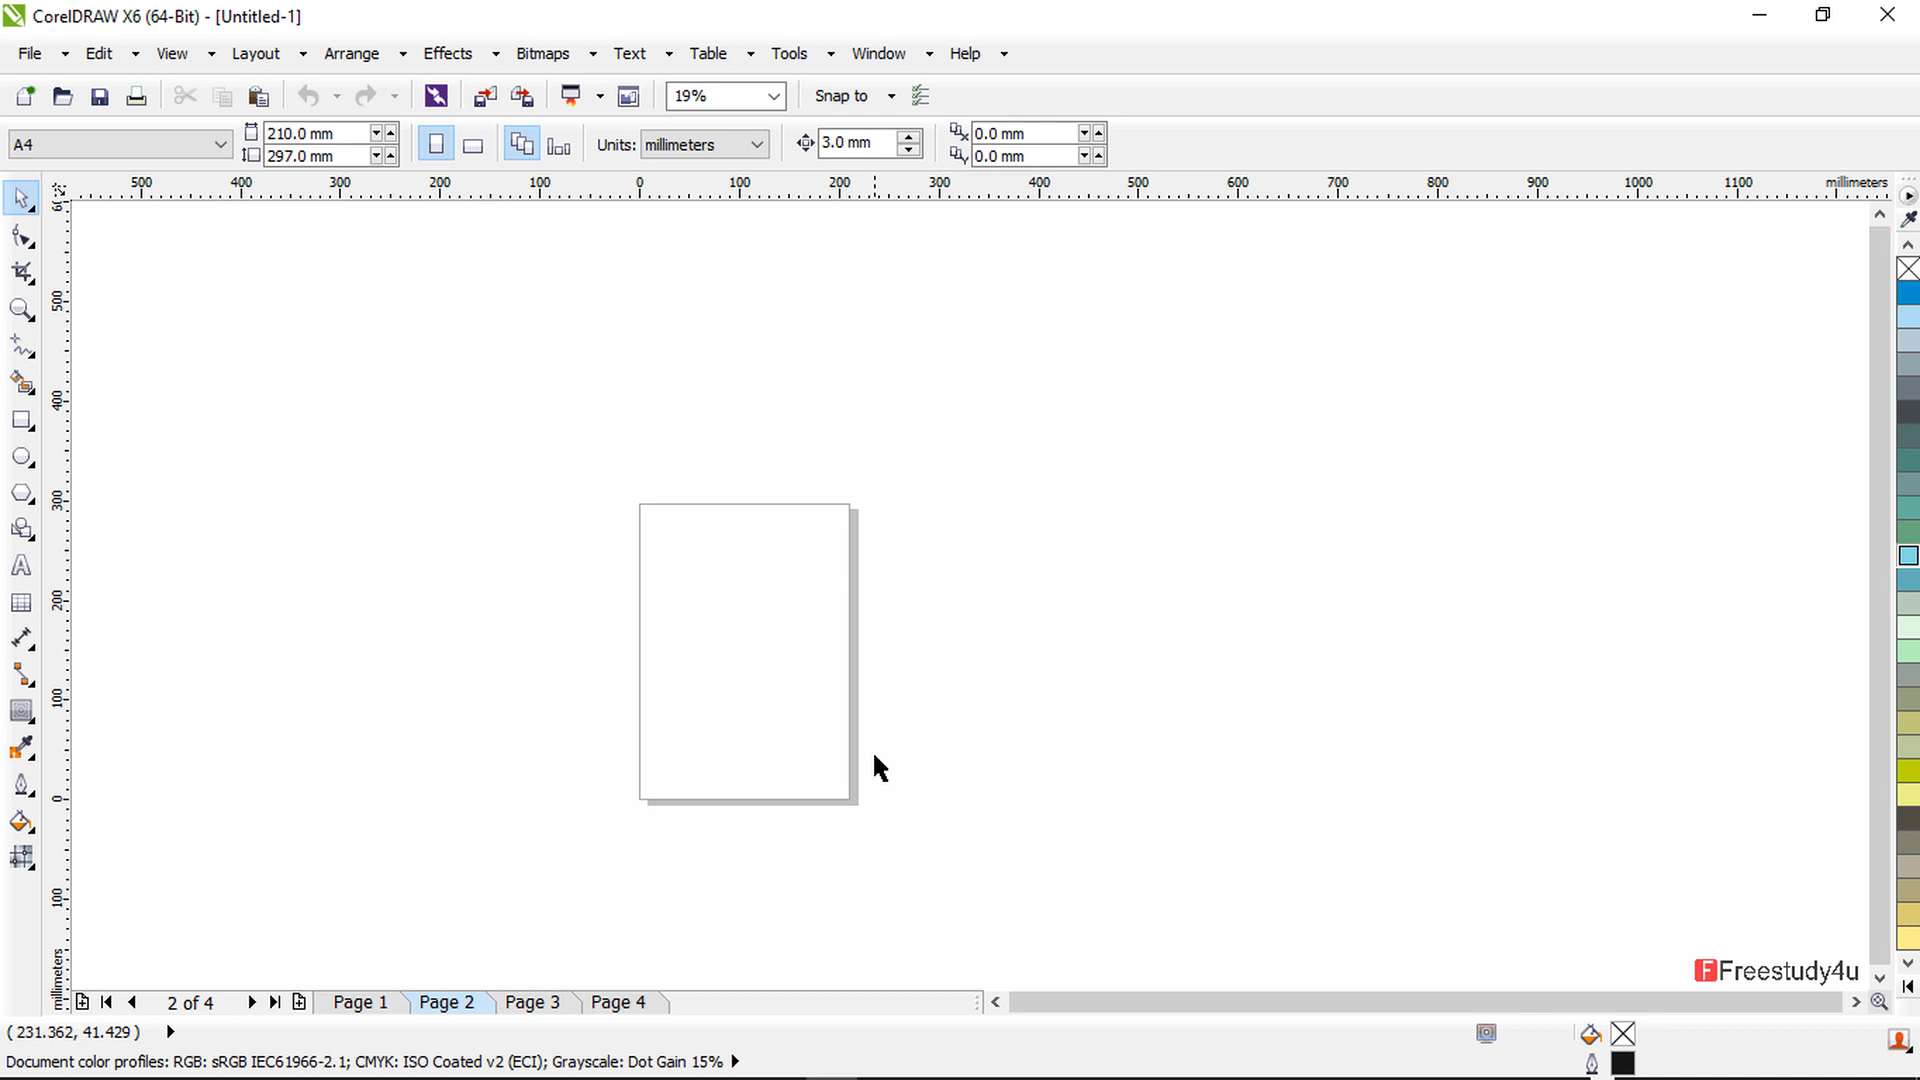 CorelDRAW X6 (64-Bit) - [Untitled-1]
File Edit View Layout Arrange Effects Bitmaps Text Table Tools Window Help
19% Snap to
A4 210.0 mm 297.0 mm Units: millimeters 3.0 mm 0.0 mm 0.0 mm
500 400 300 200 100 0 100 200 300 400 500 600 700 800 900 1000 1100 millimeters
500
400
300
200
100
0
100
millimeters
Freestudy4u
2 of 4 Page 1 Page 2 Page 3 Page 4
( 231.362, 41.429 )
Document color profiles: RGB: sRGB IEC61966-2.1; CMYK: ISO Coated v2 (ECI); Grayscale: Dot Gain 15%